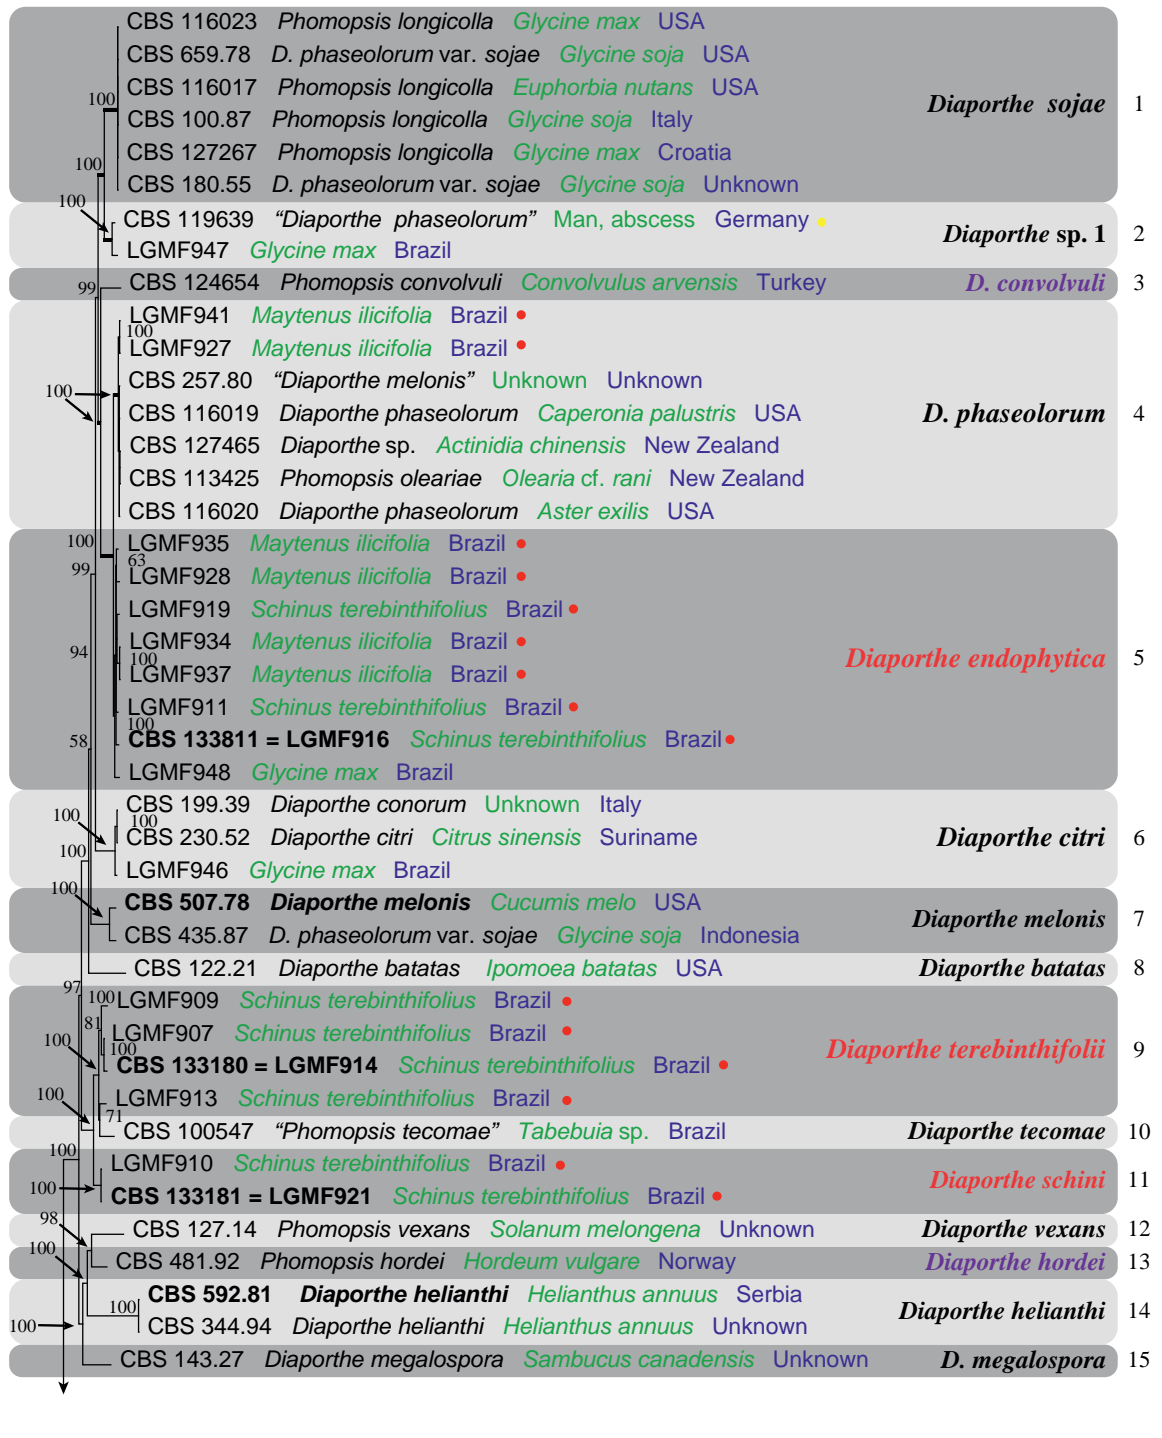 CBS 116023 Phomopsis longicolla Glycine max USA
CBS 659.78 D. phaseolorum var. sojae Glycine soja USA
CBS 116017 Phomopsis longicolla Euphorbia nutans USA
100
CBS 100.87 Phomopsis longicolla Glycine soja Italy
Diaporthe sojae 1
CBS 127267 Phomopsis longicolla Glycine max Croatia
100
CBS 180.55 D. phaseolorum var. sojae Glycine soja Unknown
100
CBS 119639 “Diaporthe phaseolorum” Man, abscess Germany
LGMF947 Glycine max Brazil
Diaporthe sp. 1 2
99
CBS 124654 Phomopsis convolvuli Convolvulus arvensis Turkey D. convolvuli 3
LGMF941 Maytenus ilicifolia Brazil
100
LGMF927 Maytenus ilicifolia Brazil
CBS 257.80 “Diaporthe melonis” Unknown Unknown
100
CBS 116019 Diaporthe phaseolorum Caperonia palustris USA D. phaseolorum 4
CBS 127465 Diaporthe sp. Actinidia chinensis New Zealand
CBS 113425 Phomopsis oleariae Olearia cf. rani New Zealand
CBS 116020 Diaporthe phaseolorum Aster exilis USA
100
LGMF935 Maytenus ilicifolia Brazil
63
99
LGMF928 Maytenus ilicifolia Brazil
LGMF919 Schinus terebinthifolius Brazil
LGMF934 Maytenus ilicifolia Brazil
94
100
Diaporthe endophytica 5
LGMF937 Maytenus ilicifolia Brazil
LGMF911 Schinus terebinthifolius Brazil
100
58
CBS 133811 = LGMF916 Schinus terebinthifolius Brazil
LGMF948 Glycine max Brazil
CBS 199.39 Diaporthe conorum Unknown Italy
100
100
CBS 230.52 Diaporthe citri Citrus sinensis Suriname Diaporthe citri 6
100
LGMF946 Glycine max Brazil
100
CBS 507.78 Diaporthe melonis Cucumis melo USA
Diaporthe melonis 7
CBS 435.87 D. phaseolorum var. sojae Glycine soja Indonesia
CBS 122.21 Diaporthe batatas Ipomoea batatas USA Diaporthe batatas 8
97
100
LGMF909 Schinus terebinthifolius Brazil
81
LGMF907 Schinus terebinthifolius Brazil
100
100
Diaporthe terebinthifolii 9
CBS 133180 = LGMF914 Schinus terebinthifolius Brazil
100
LGMF913 Schinus terebinthifolius Brazil
71
CBS 100547 “Phomopsis tecomae” Tabebuia sp. Brazil Diaporthe tecomae 10
100
LGMF910 Schinus terebinthifolius Brazil
Diaporthe schini 11
100
CBS 133181 = LGMF921 Schinus terebinthifolius Brazil
98
CBS 127.14 Phomopsis vexans Solanum melongena Unknown Diaporthe vexans 12
100
CBS 481.92 Phomopsis hordei Hordeum vulgare Norway Diaporthe hordei 13
CBS 592.81 Diaporthe helianthi Helianthus annuus Serbia
100
Diaporthe helianthi 14
100
CBS 344.94 Diaporthe helianthi Helianthus annuus Unknown
CBS 143.27 Diaporthe megalospora Sambucus canadensis Unknown D. megalospora 15